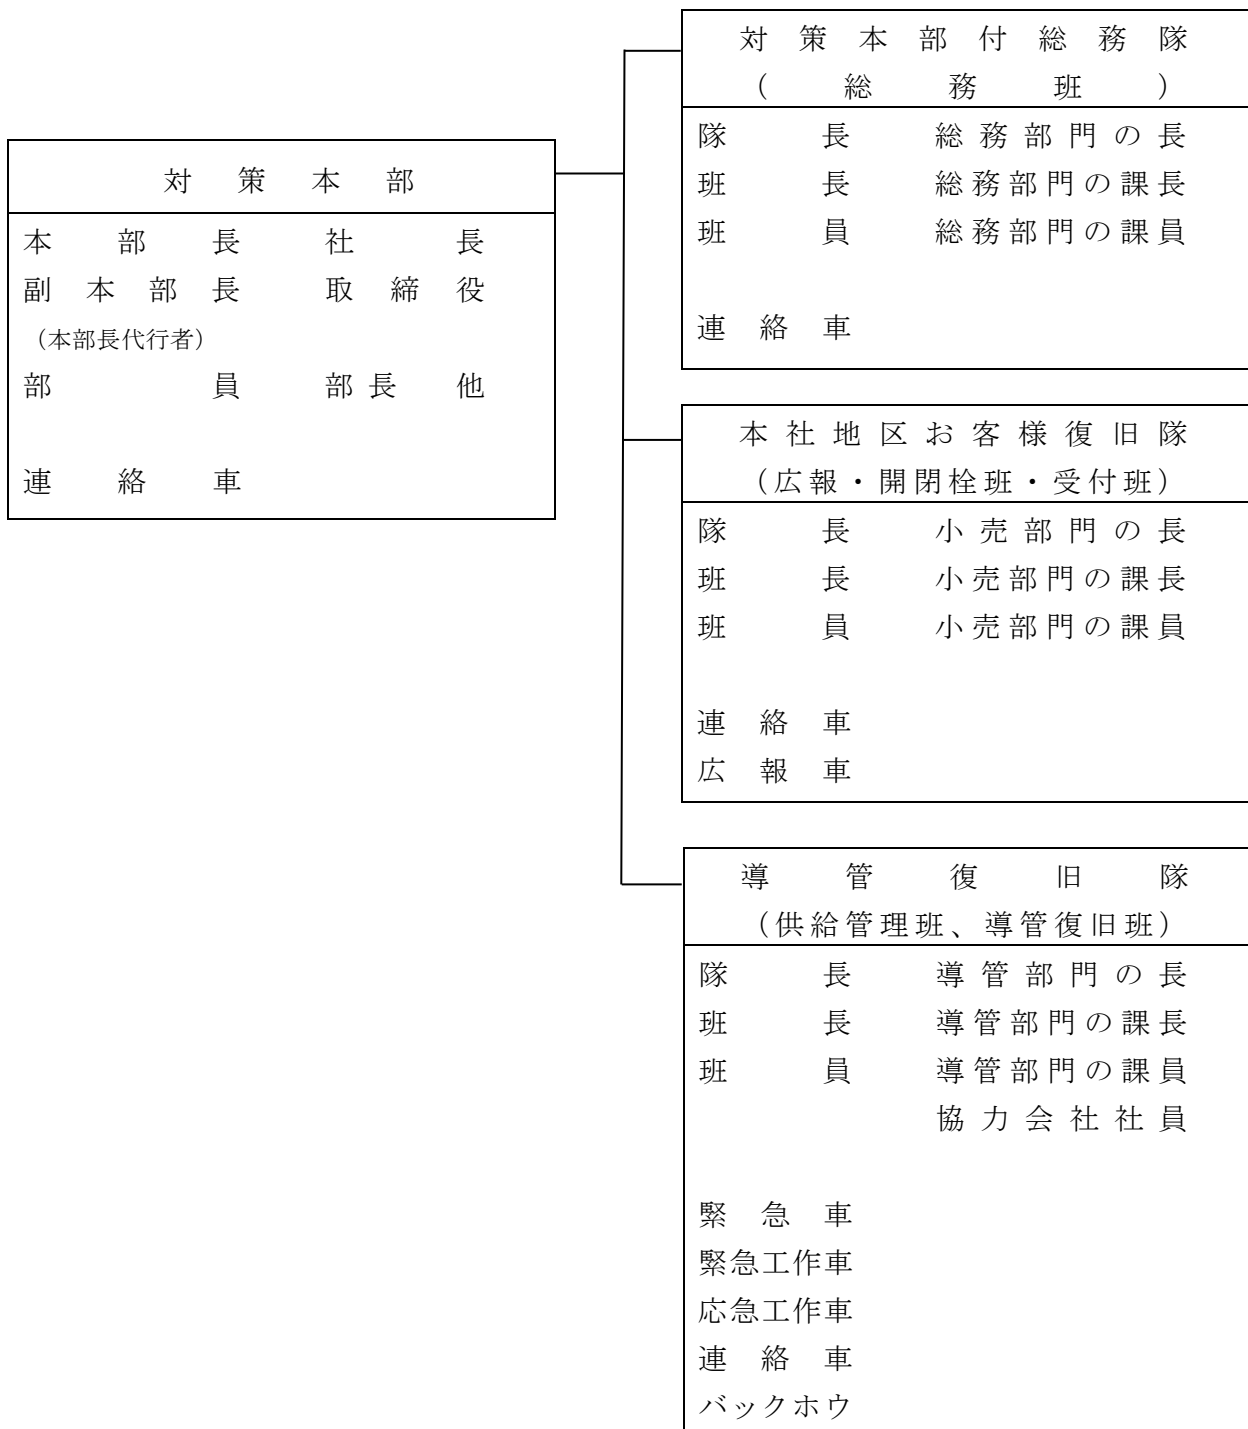 対策本部
本部長 社長
副本部長 取締役
（本部長代行者）
部員 部長他
連絡車
対策本部付総務隊
（総務班）
隊長 総務部門の長
班長 総務部門の課長
班員 総務部門の課員
連絡車
本社地区お客様復旧隊
（広報・開閉栓班・受付班）
隊長 小売部門の長
班長 小売部門の課長
班員 小売部門の課員
連絡車
広報車
導管復旧隊
（供給管理班、導管復旧班）
隊長 導管部門の長
班長 導管部門の課長
班員 導管部門の課員
協力会社社員
緊急車
緊急工作車
応急工作車
連絡車
バックホウ